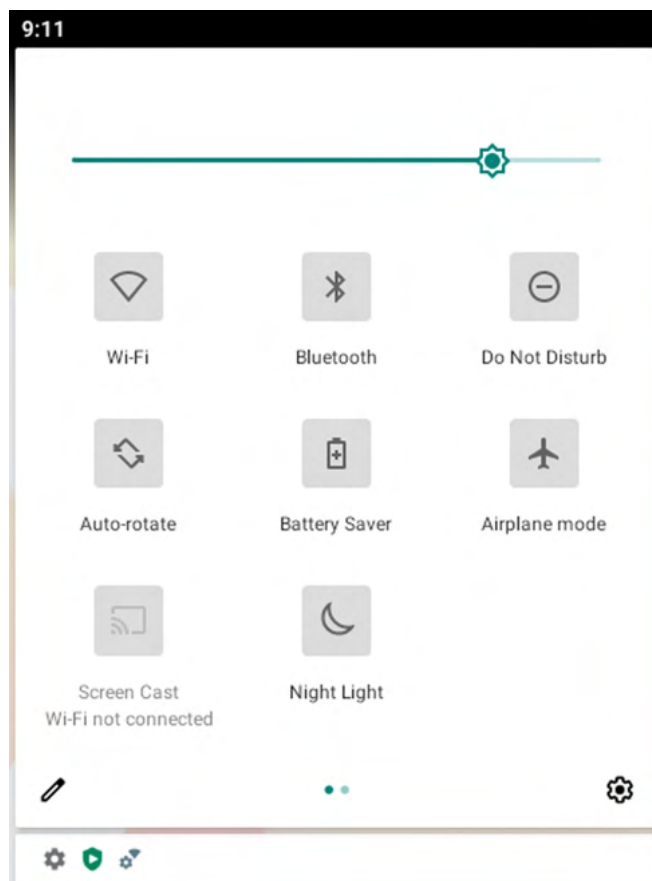 9:11
Wi-Fi
Bluetooth
Do Not Disturb
Auto-rotate
Battery Saver
Airplane mode
Screen Cast
Wi-Fi not connected
Night Light